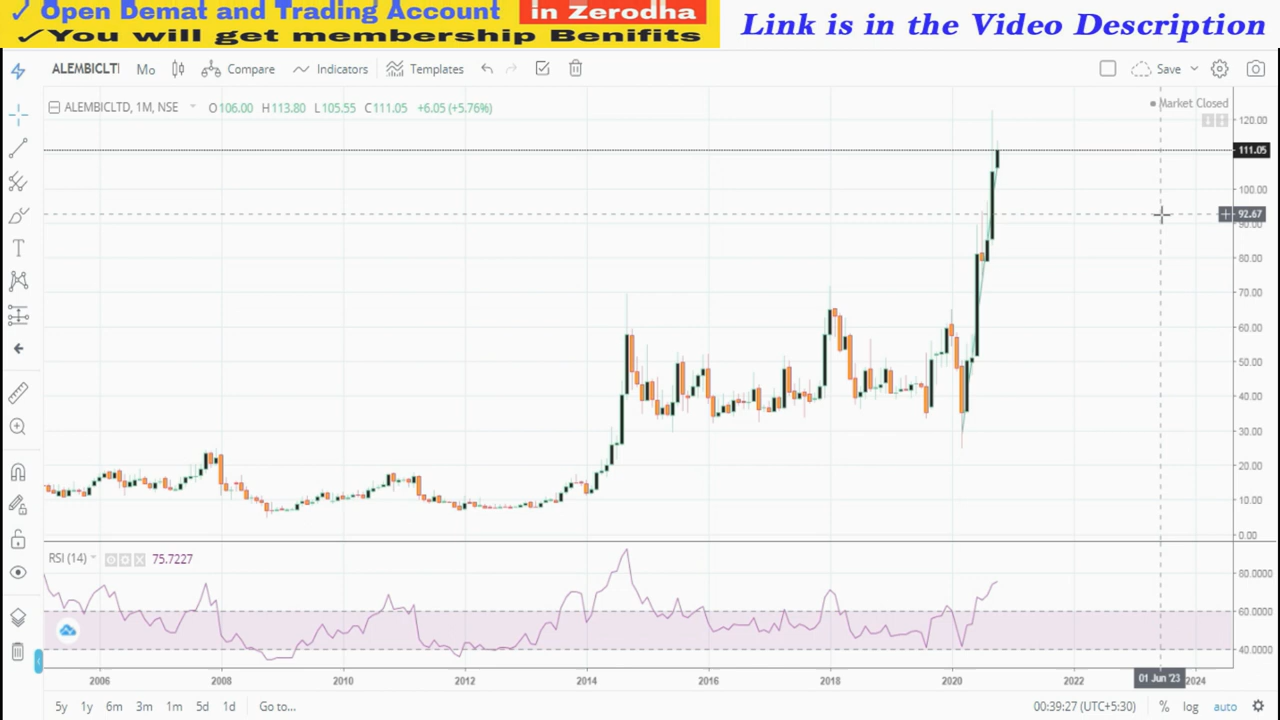 ✓ Open Demat and Trading Account in Zerodha
✓You will get membership Benifits
Link is in the Video Description
ALEMBICLT Mo Compare Indicators Templates Save
ALEMBICLTD, 1M, NSE O106.00 H113.80 L105.55 C111.05 +6.05 (+5.76%)
Market Closed
120.00
111.05
100.00
92.67
90.00
80.00
70.00
60.00
50.00
40.00
30.00
20.00
10.00
0.00
RSI (14) 75.7227
80.0000
60.0000
40.0000
2006 2008 2010 2012 2014 2016 2018 2020 2022 01 Jun '23 2024
5y 1y 6m 3m 1m 5d 1d Go to... 00:39:27 (UTC+5:30) % log auto